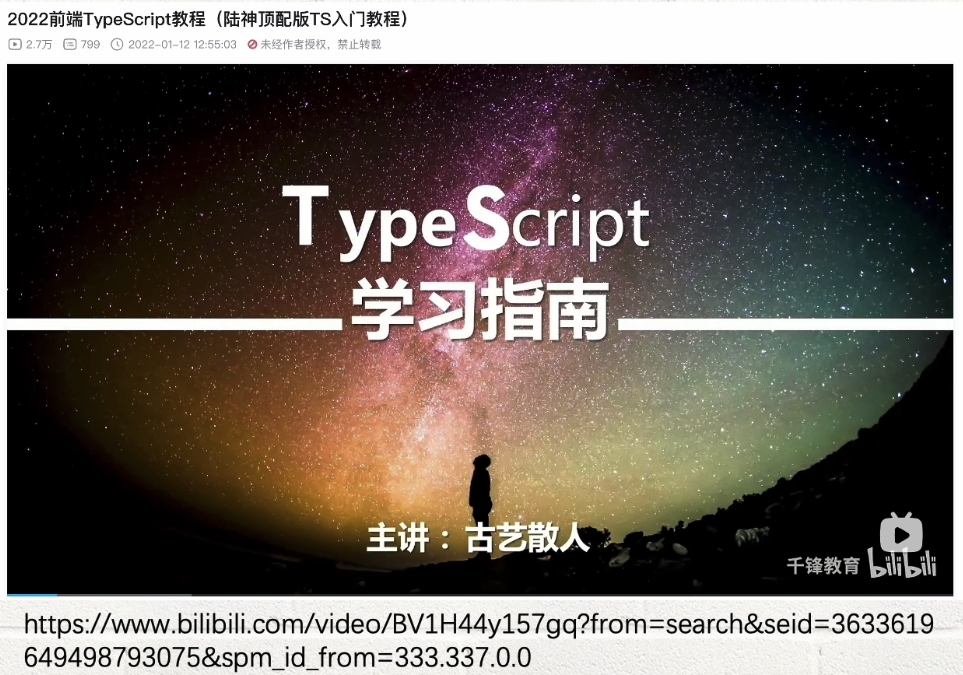 2022前端TypeScript教程（陆神顶配版TS入门教程）
2.7万 799 2022-01-12 12:55:03 未经作者授权，禁止转载
TypeScript
学习指南
主讲：古艺散人
千锋教育 bilibili
https://www.bilibili.com/video/BV1H44y157gq?from=search&seid=3633619
649498793075&spm_id_from=333.337.0.0